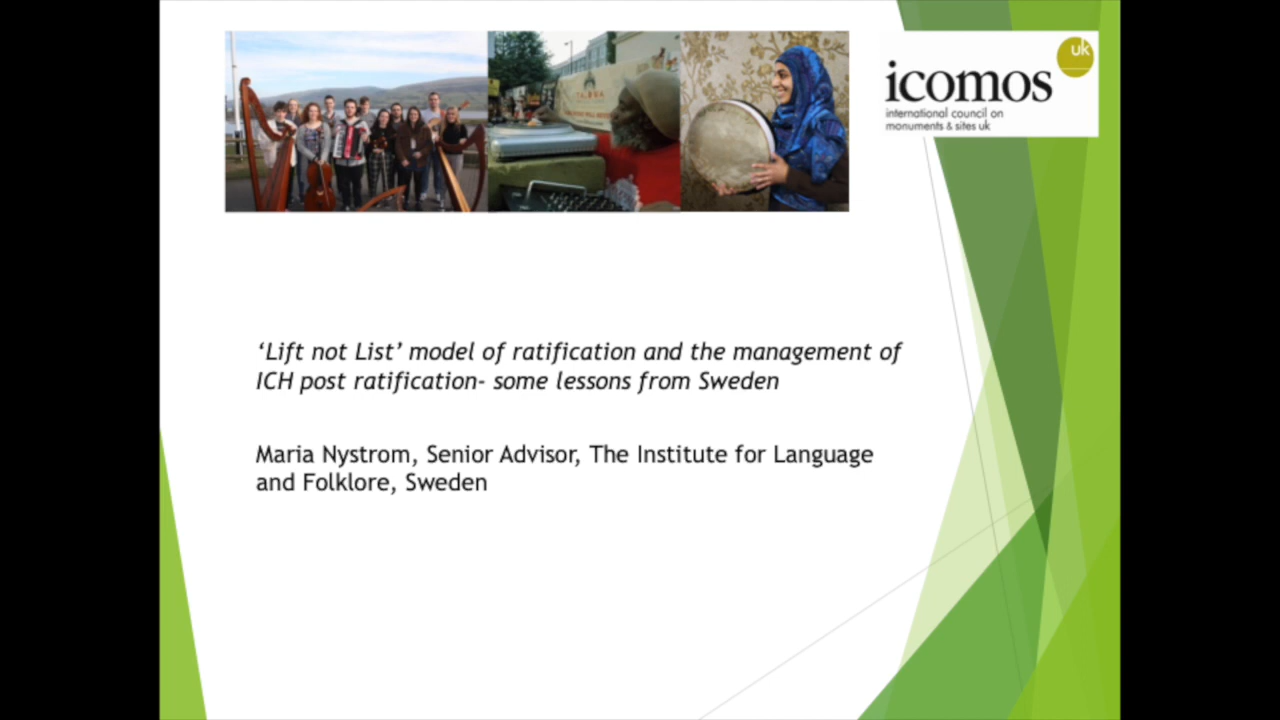 uk
icomos
international council on
monuments & sites uk
‘Lift not List’ model of ratification and the management of
ICH post ratification- some lessons from Sweden
Maria Nystrom, Senior Advisor, The Institute for Language
and Folklore, Sweden